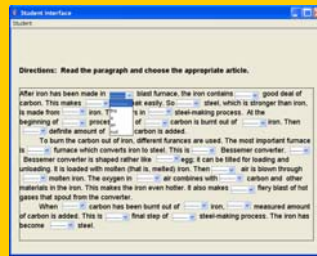 Student Interface
Student
Directions: Read the paragraph and choose the appropriate article.
After iron has been made in blast furnace, the iron contains good deal of
carbon. This makes break easily. So steel, which is stronger than iron,
is made from iron. in steel-making process. At the
beginning of process of carbon is burnt out of iron. Then
definite amount of carbon is added.
To burn the carbon out of iron, different furances are used. The most important furnace
is furnace which converts iron to steel. This is Bessemer converter.
Bessemer converter is shaped rather like egg; it can be tilted for loading and
unloading. It is loaded with molten (that is, melted) iron. Then air is blown through
molten iron. The oxygen in air combines with carbon and other
materials in the iron. This makes the iron even hotter. It also makes fiery blast of hot
gases that spout from the converter.
When carbon has been burnt out of iron, measured amount
of carbon is added. This is final step of steel-making process. The iron has
become steel.